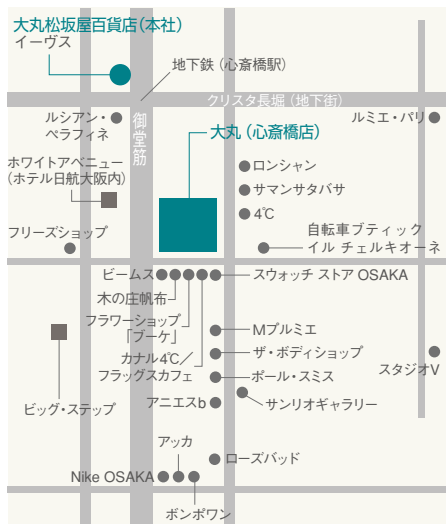 大丸松坂屋百貨店(本社)
イーヴス
地下鉄(心斎橋駅)
クリスタ長堀(地下街)
ルシアン・
ペラフィネ
御堂筋
大丸(心斎橋店)
ルミエ・パリ
ホワイトアベニュー
(ホテル日航大阪内)
ロンシャン
サマンサタバサ
4℃
フリーズショップ
自転車ブティック
イル チェルキオーネ
ビームス
スウォッチ ストア OSAKA
木の庄帆布
フラワーショップ
「ブーケ」
カナル4℃/
フラッグスカフェ
Mプルミエ
ザ・ボディショップ
ポール・スミス
スタジオV
ビッグ・ステップ
アニエスb
サンリオギャラリー
アッカ
ローズバッド
Nike OSAKA
ボンポワン